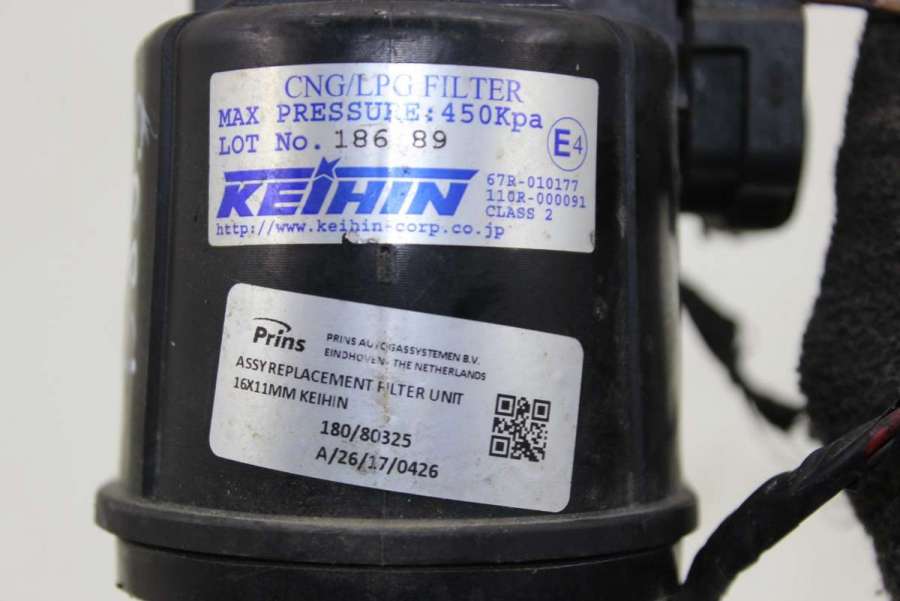 CNG/LPG FILTER
MAX PRESSURE:450Kpa
LOT No. 186 89
E4
KEIHIN
67R-010177
110R-000091
CLASS 2
http://www.keihin-corp.co.jp
Prins
PRINS AUTOGASSYSTEMEN B.V.
EINDHOVEN - THE NETHERLANDS
ASSY REPLACEMENT FILTER UNIT
16X11MM KEIHIN
180/80325
A/26/17/0426